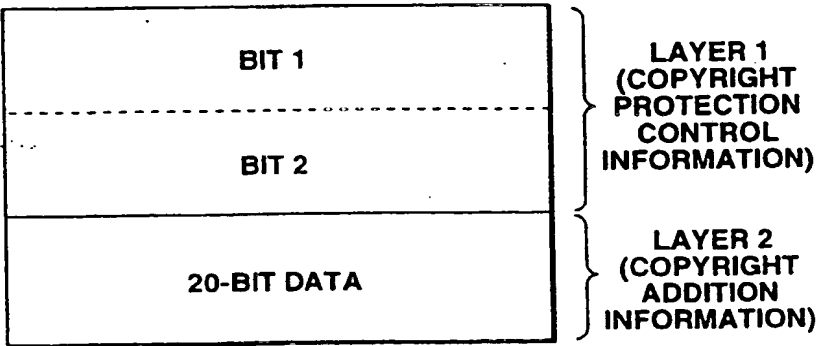 BIT 1
BIT 2
LAYER 1
(COPYRIGHT
PROTECTION
CONTROL
INFORMATION)
20-BIT DATA
LAYER 2
(COPYRIGHT
ADDITION
INFORMATION)